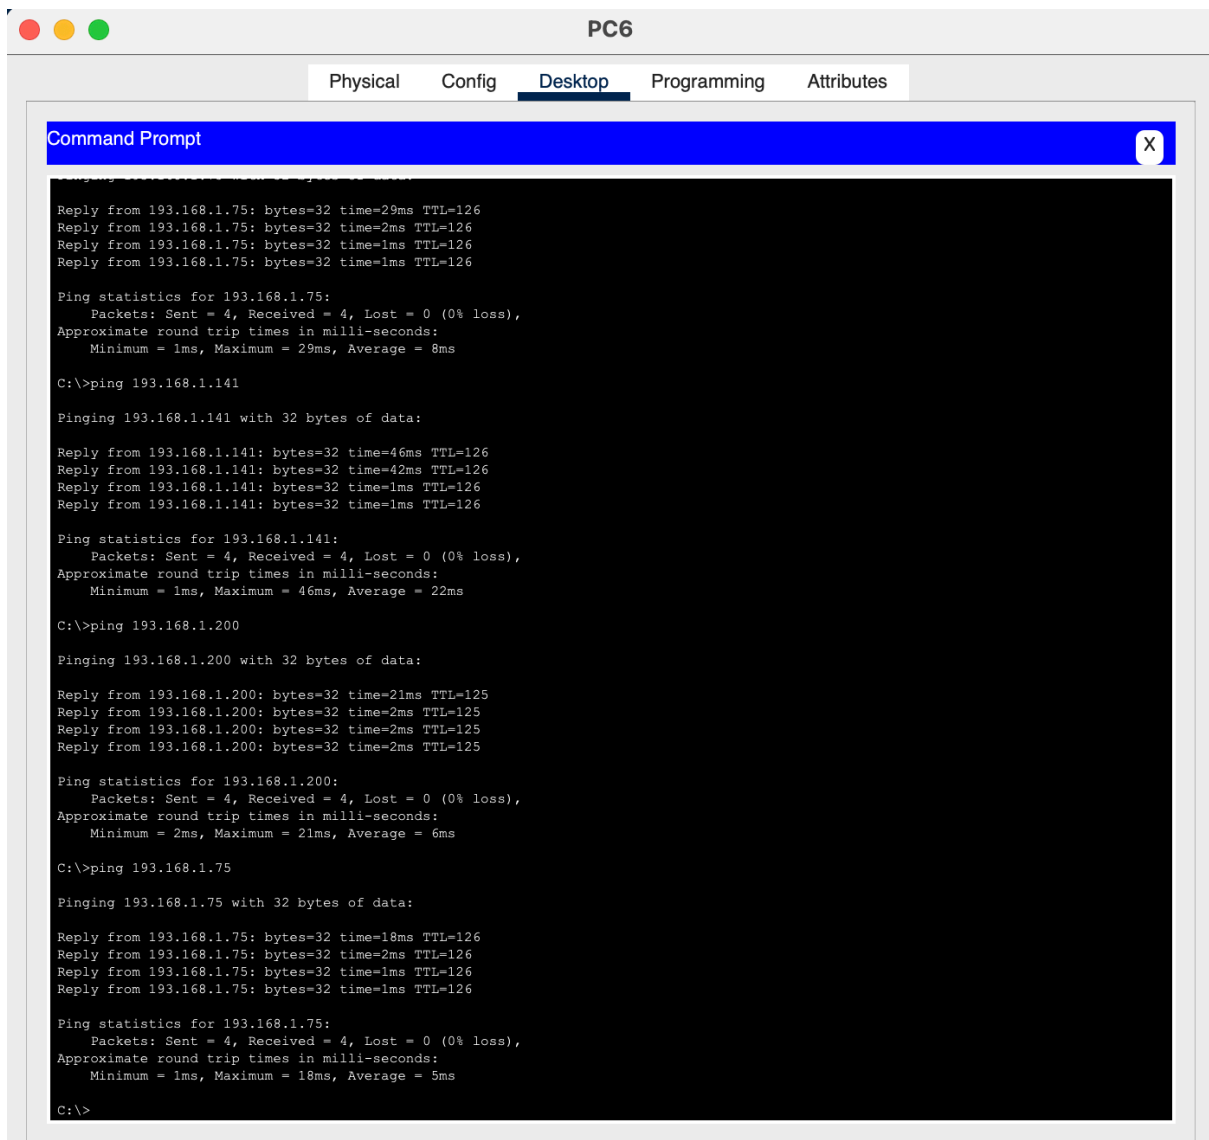 PC6
Physical Config Desktop Programming Attributes
Command Prompt
X
Reply from 193.168.1.75: bytes=32 time=29ms TTL=126
Reply from 193.168.1.75: bytes=32 time=2ms TTL=126
Reply from 193.168.1.75: bytes=32 time=1ms TTL=126
Reply from 193.168.1.75: bytes=32 time=1ms TTL=126
Ping statistics for 193.168.1.75:
Packets: Sent = 4, Received = 4, Lost = 0 (0% loss),
Approximate round trip times in milli-seconds:
Minimum = 1ms, Maximum = 29ms, Average = 8ms
C:\>ping 193.168.1.141
Pinging 193.168.1.141 with 32 bytes of data:
Reply from 193.168.1.141: bytes=32 time=46ms TTL=126
Reply from 193.168.1.141: bytes=32 time=42ms TTL=126
Reply from 193.168.1.141: bytes=32 time=1ms TTL=126
Reply from 193.168.1.141: bytes=32 time=1ms TTL=126
Ping statistics for 193.168.1.141:
Packets: Sent = 4, Received = 4, Lost = 0 (0% loss),
Approximate round trip times in milli-seconds:
Minimum = 1ms, Maximum = 46ms, Average = 22ms
C:\>ping 193.168.1.200
Pinging 193.168.1.200 with 32 bytes of data:
Reply from 193.168.1.200: bytes=32 time=21ms TTL=125
Reply from 193.168.1.200: bytes=32 time=2ms TTL=125
Reply from 193.168.1.200: bytes=32 time=2ms TTL=125
Reply from 193.168.1.200: bytes=32 time=2ms TTL=125
Ping statistics for 193.168.1.200:
Packets: Sent = 4, Received = 4, Lost = 0 (0% loss),
Approximate round trip times in milli-seconds:
Minimum = 2ms, Maximum = 21ms, Average = 6ms
C:\>ping 193.168.1.75
Pinging 193.168.1.75 with 32 bytes of data:
Reply from 193.168.1.75: bytes=32 time=18ms TTL=126
Reply from 193.168.1.75: bytes=32 time=2ms TTL=126
Reply from 193.168.1.75: bytes=32 time=1ms TTL=126
Reply from 193.168.1.75: bytes=32 time=1ms TTL=126
Ping statistics for 193.168.1.75:
Packets: Sent = 4, Received = 4, Lost = 0 (0% loss),
Approximate round trip times in milli-seconds:
Minimum = 1ms, Maximum = 18ms, Average = 5ms
C:\>